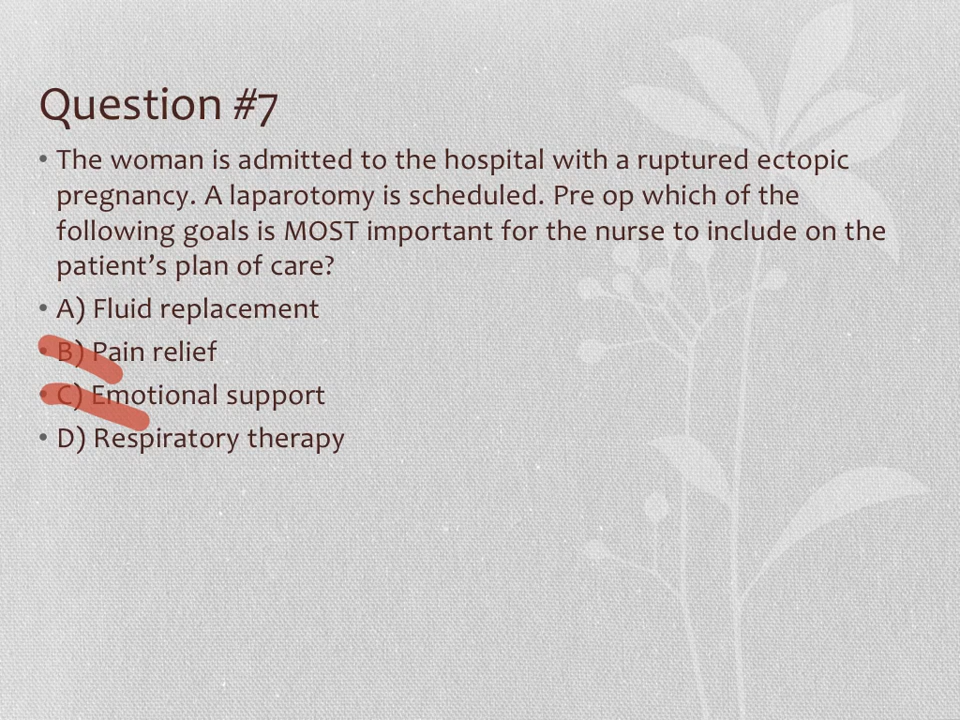 Question #7
• The woman is admitted to the hospital with a ruptured ectopic
pregnancy. A laparotomy is scheduled. Pre op which of the
following goals is MOST important for the nurse to include on the
patient’s plan of care?
• A) Fluid replacement
• B) Pain relief
• C) Emotional support
• D) Respiratory therapy